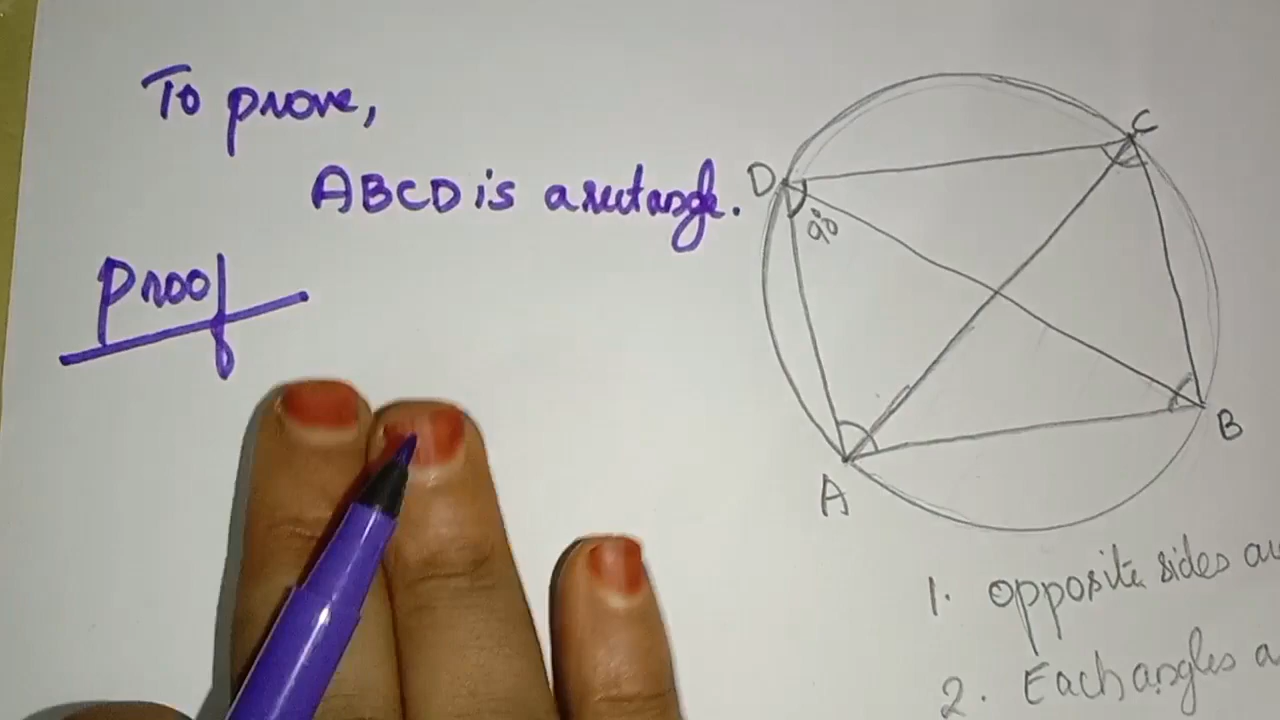 To prove,
ABCD is a rectangle.
Proof
D
C
90
A
B
1. Opposite sides
2. Each angles